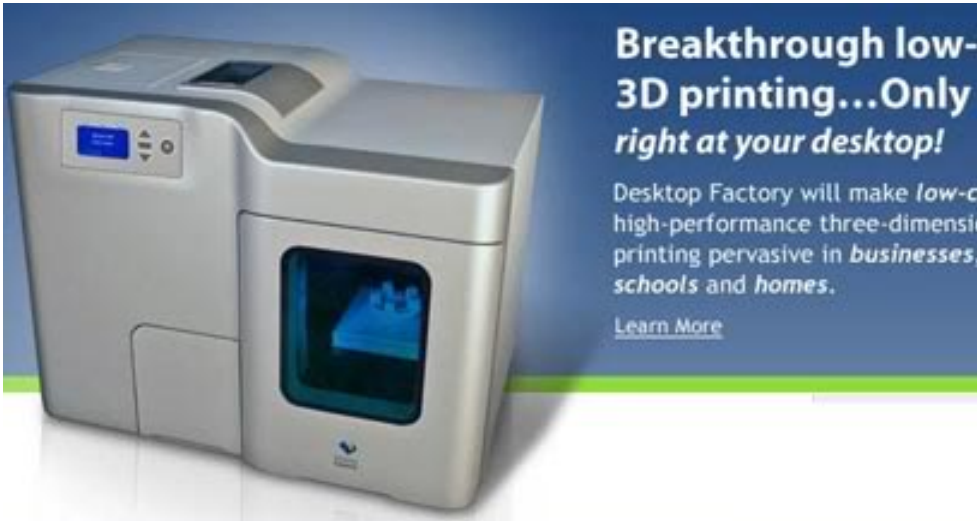 Breakthrough low-
3D printing...Only
right at your desktop!
Desktop Factory will make low-c
high-performance three-dimensi
printing pervasive in businesses,
schools and homes.
Learn More